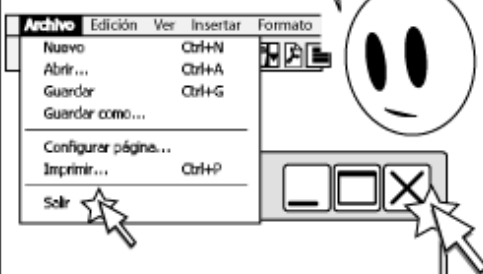 Archivo Edición Ver Insertar Formato
Nuevo Ctrl+N
Abrir... Ctrl+A
Guardar Ctrl+G
Guardar como...
Configurar página...
Imprimir... Ctrl+P
Salir